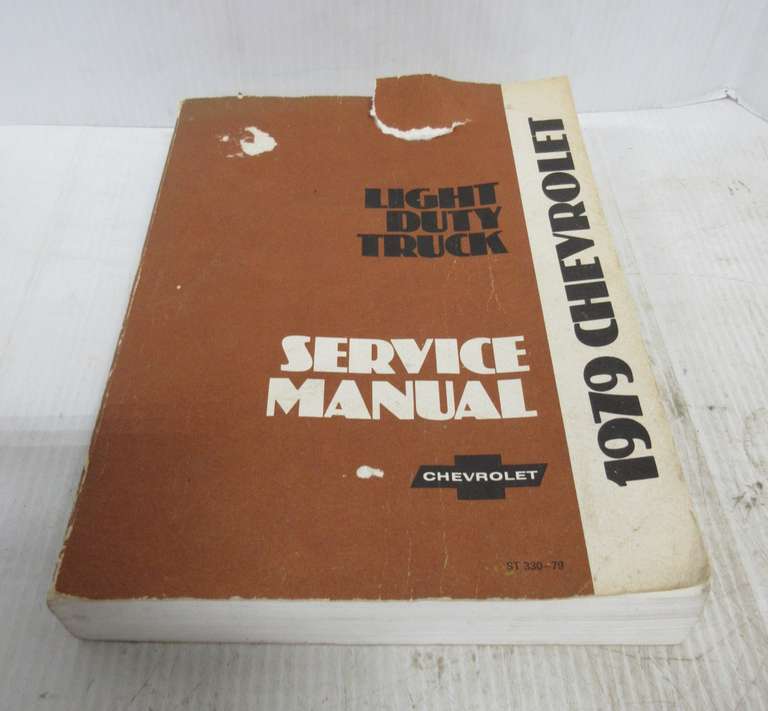 LIGHT
DUTY
TRUCK
SERVICE
MANUAL
CHEVROLET
ST 330-79
1979 CHEVROLET